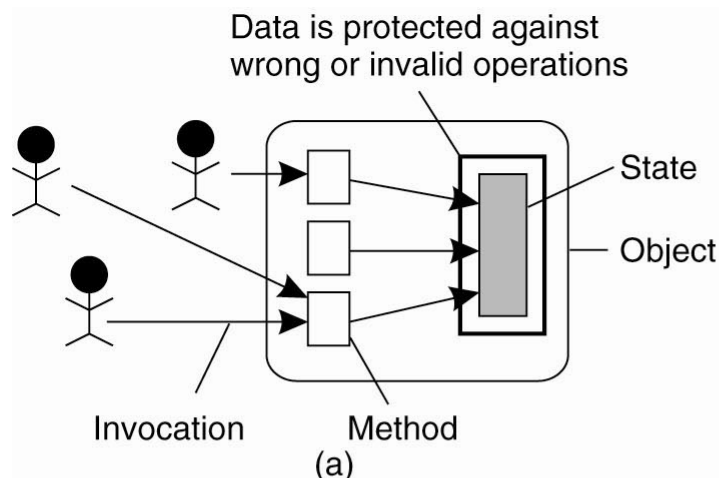 Data is protected against
wrong or invalid operations
State
Object
Invocation
Method
(a)